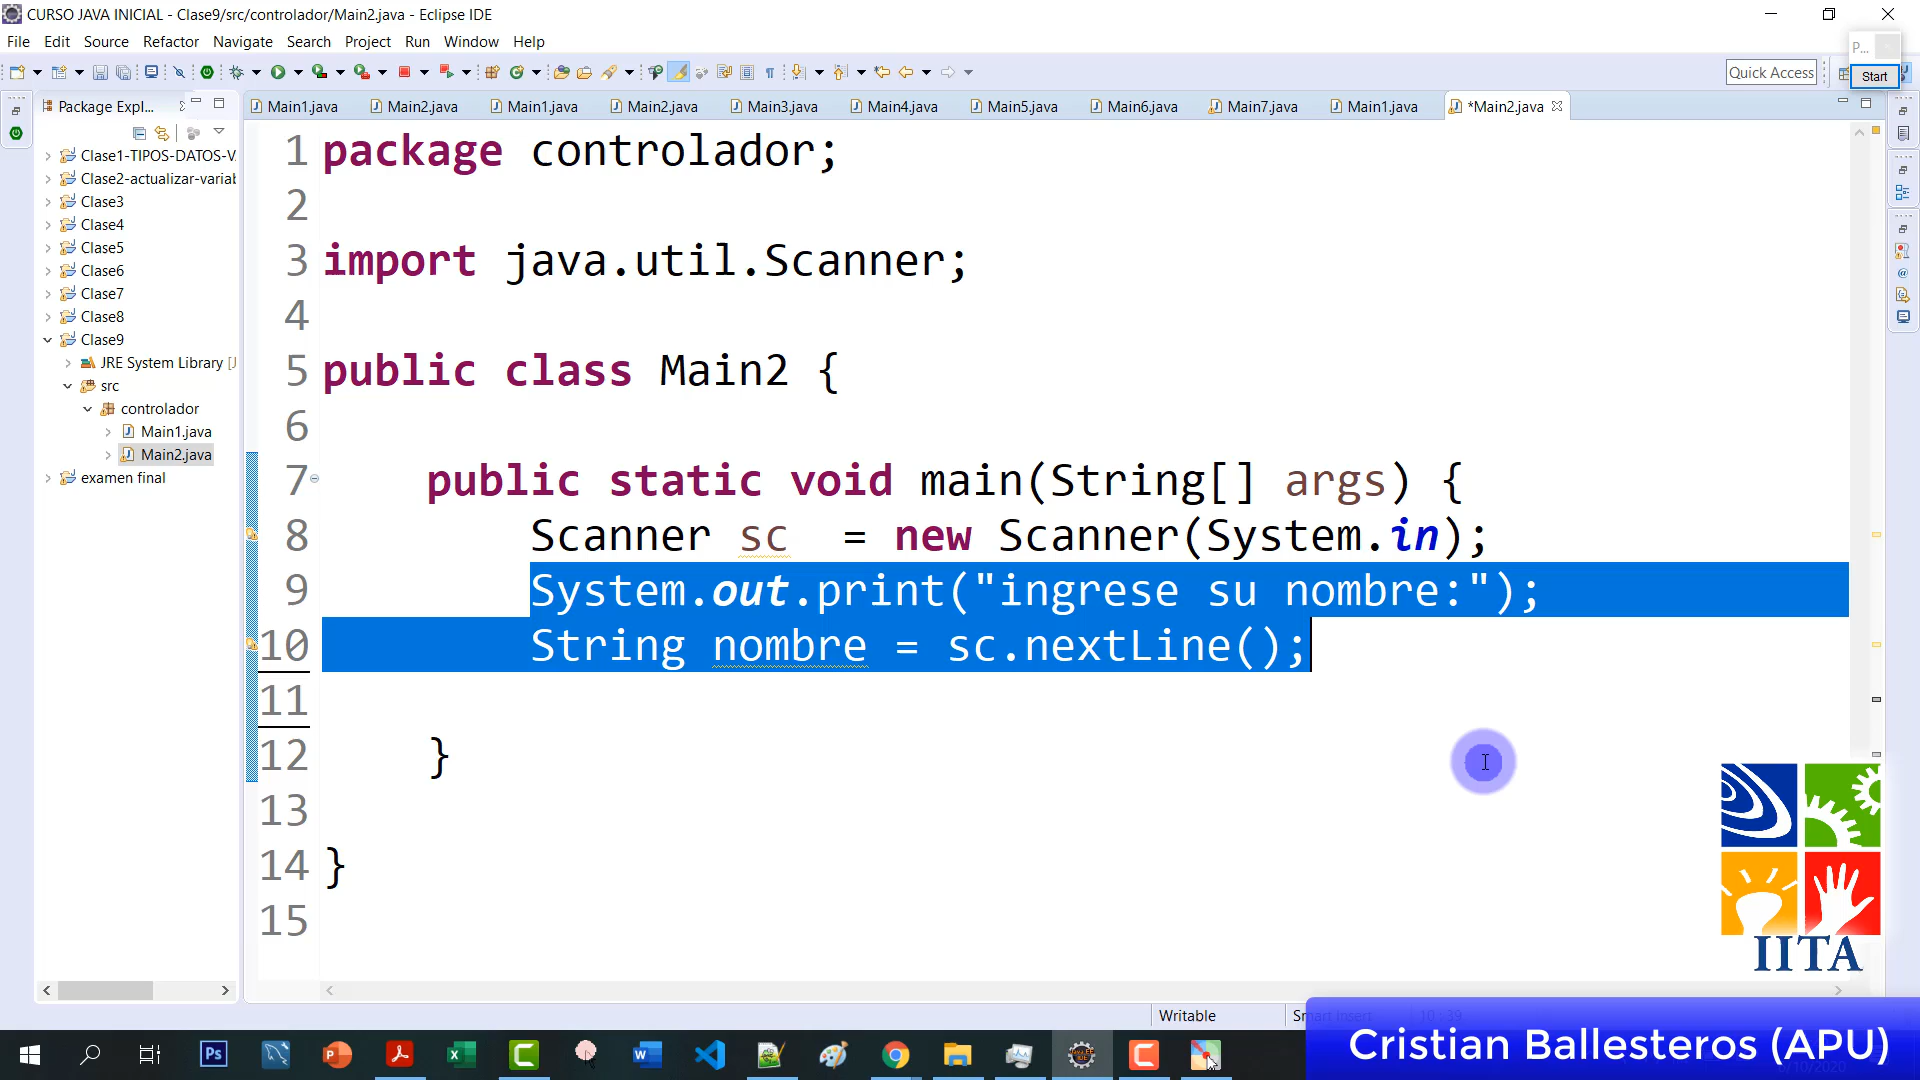 CURSO JAVA INICIAL - Clase9/src/controlador/Main2.java - Eclipse IDE
File Edit Source Refactor Navigate Search Project Run Window Help
P...
Quick Access
Start
Package Expl...
Main1.java Main2.java Main1.java Main2.java Main3.java Main4.java Main5.java Main6.java Main7.java Main1.java *Main2.java
Clase1-TIPOS-DATOS-V
Clase2-actualizar-variab
Clase3
Clase4
Clase5
Clase6
Clase7
Clase8
Clase9
JRE System Library [J
src
controlador
Main1.java
Main2.java
examen final
1 package controlador;
2
3 import java.util.Scanner;
4
5 public class Main2 {
6
7 public static void main(String[] args) {
8 Scanner sc  = new Scanner(System.in);
9 System.out.print("ingrese su nombre:");
10 String nombre = sc.nextLine();
11
12 }
13
14 }
15
IITA
Writable
Smart Insert
10:39
Cristian Ballesteros (APU)